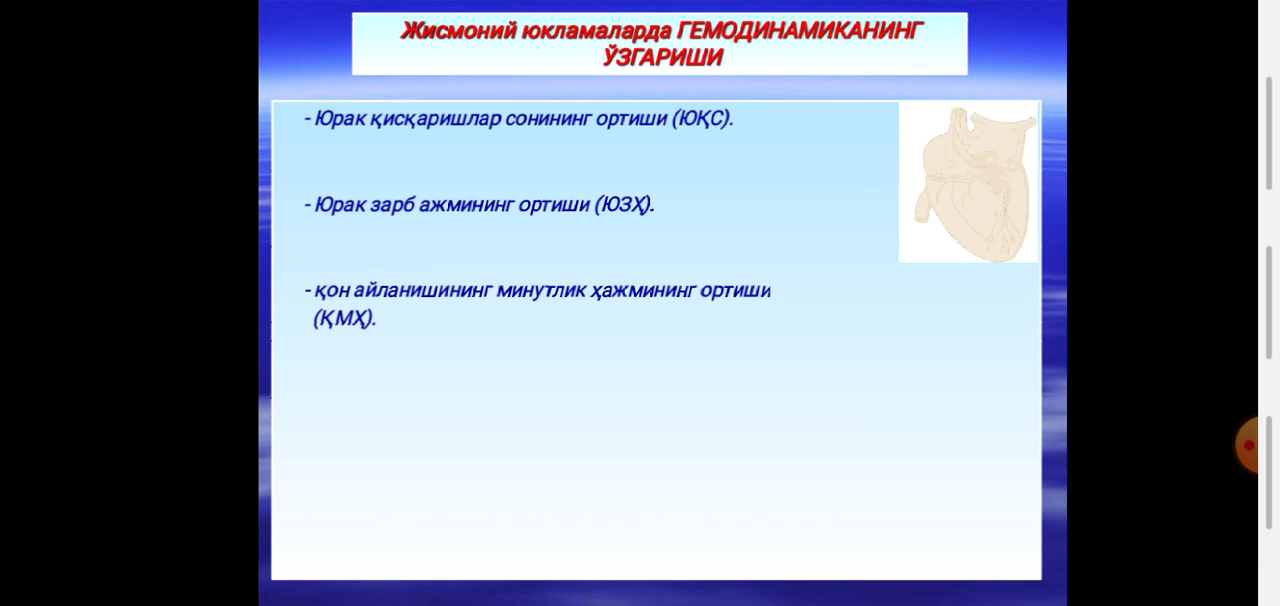 Жисмоний юкламаларда ГЕМОДИНАМИКАНИНГ
ЎЗГАРИШИ
- Юрак қисқаришлар сонининг ортиши (ЮҚС).
- Юрак зарб ажмининг ортиши (ЮЗҲ).
- қон айланишининг минутлик ҳажмининг ортиши
(ҚМҲ).